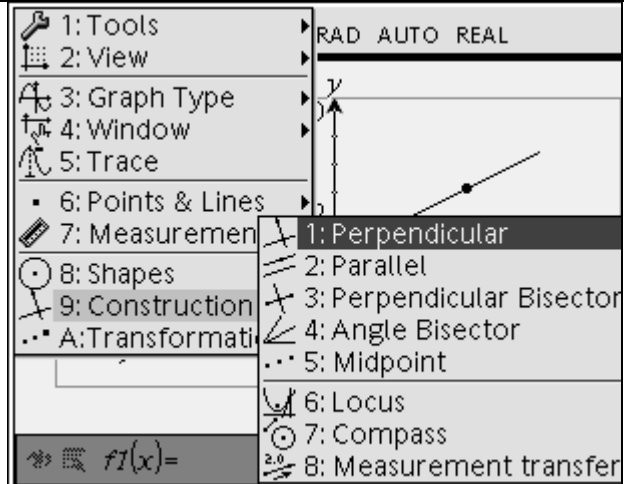 1: Tools
2: View
3: Graph Type
4: Window
5: Trace
6: Points & Lines
7: Measuremen
8: Shapes
9: Construction
A:Transformati
RAD AUTO REAL
y
1: Perpendicular
2: Parallel
3: Perpendicular Bisector
4: Angle Bisector
5: Midpoint
6: Locus
7: Compass
2.0
8: Measurement transfer
f1(x)=